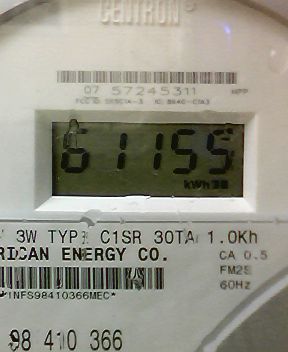 CENTRON
07 57245311 NPP
61155
kWh
3W TYPE C1SR 30TA 1.0Kh
RICAN ENERGY CO. CA 0.5
FM2S
60Hz
*INFS98410366MEC*
98 410 366